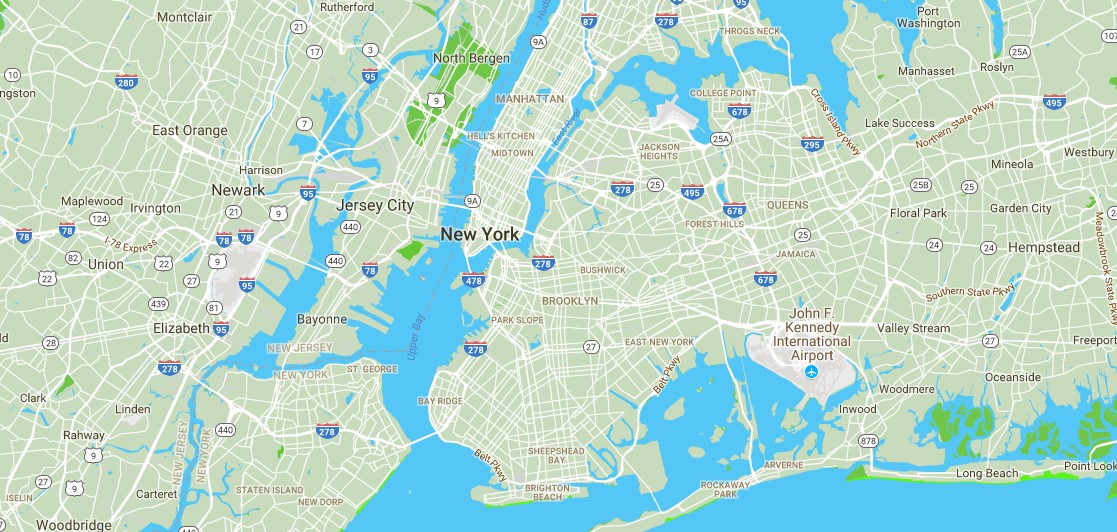 Rutherford
Montclair
21
17
3
95
Hudson
9A
87
278
95
THROGS NECK
Port
Washington
25A
107
10
280
North Bergen
Manhasset
Roslyn
9
MANHATTAN
COLLEGE POINT
678
Cross Island Pkwy
495
East Orange
7
HELL'S KITCHEN
MIDTOWN
East River
JACKSON
HEIGHTS
25A
295
Lake Success
Northern State Pkwy
Mineola
Westbury
Harrison
Newark
95
Maplewood
Irvington
124
21
9
Jersey City
440
9A
278
25
495
678
QUEENS
25B
25
Floral Park
Garden City
New York
FOREST HILLS
25
JAMAICA
24
24
Hempstead
Meadowbrook State Pkwy
78
78
I-78 Express
78
78
82
Union
22
9
22
27
95
440
78
478
278
BUSHWICK
678
BROOKLYN
Southern State Pkwy
439
81
Elizabeth
95
Bayonne
Upper Bay
PARK SLOPE
John F.
Kennedy
International
Airport
Valley Stream
27
Freeport
28
278
NEW JERSEY
NEW YORK
ST. GEORGE
278
27
EAST NEW YORK
Belt Pkwy
Oceanside
Woodmere
Inwood
Clark
Linden
BAY RIDGE
440
278
Rahway
9
NEW JERSEY
NEW YORK
Belt Pkwy
SHEEPSHEAD
BAY
878
ARVERNE
Long Beach
Point Look
27
9
ISELIN
Carteret
STATEN ISLAND
NEW DORP
BRIGHTON
BEACH
ROCKAWAY
PARK
Woodbridge
440